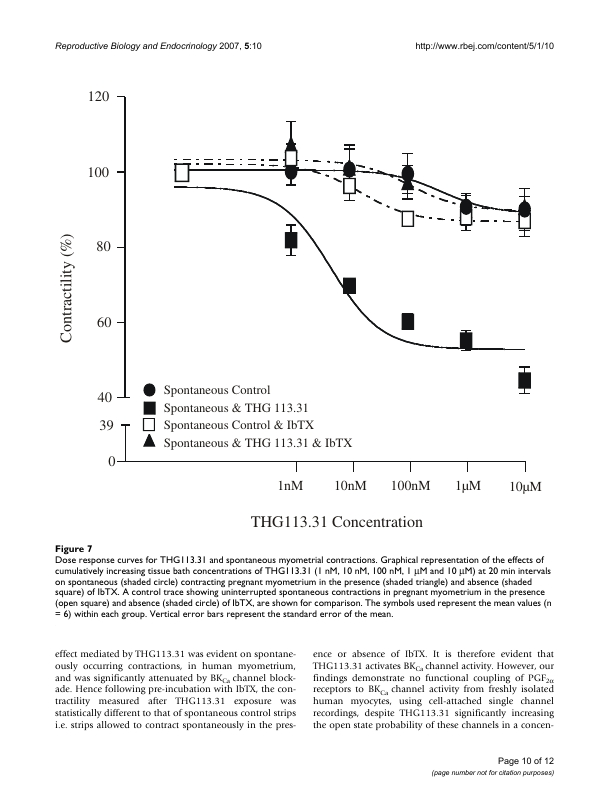 Reproductive Biology and Endocrinology 2007, 5:10
http://www.rbej.com/content/5/1/10
120
100
80
60
40
39
0
Contractility (%)
Spontaneous Control
Spontaneous & THG 113.31
Spontaneous Control & IbTX
Spontaneous & THG 113.31 & IbTX
1nM 10nM 100nM 1µM 10µM
THG113.31 Concentration
Figure 7
Dose response curves for THG113.31 and spontaneous myometrial contractions. Graphical representation of the effects of
cumulatively increasing tissue bath concentrations of THG113.31 (1 nM, 10 nM, 100 nM, 1 µM and 10 µM) at 20 min intervals
on spontaneous (shaded circle) contracting pregnant myometrium in the presence (shaded triangle) and absence (shaded
square) of IbTX. A control trace showing uninterrupted spontaneous contractions in pregnant myometrium in the presence
(open square) and absence (shaded circle) of IbTX, are shown for comparison. The symbols used represent the mean values (n
= 6) within each group. Vertical error bars represent the standard error of the mean.
effect mediated by THG113.31 was evident on spontane-
ously occurring contractions, in human myometrium,
and was significantly attenuated by BKCa channel block-
ade. Hence following pre-incubation with IbTX, the con-
tractility measured after THG113.31 exposure was
statistically different to that of spontaneous control strips
i.e. strips allowed to contract spontaneously in the pres-
ence or absence of IbTX. It is therefore evident that
THG113.31 activates BKCa channel activity. However, our
findings demonstrate no functional coupling of PGF2α
receptors to BKCa channel activity from freshly isolated
human myocytes, using cell-attached single channel
recordings, despite THG113.31 significantly increasing
the open state probability of these channels in a concen-
Page 10 of 12
(page number not for citation purposes)